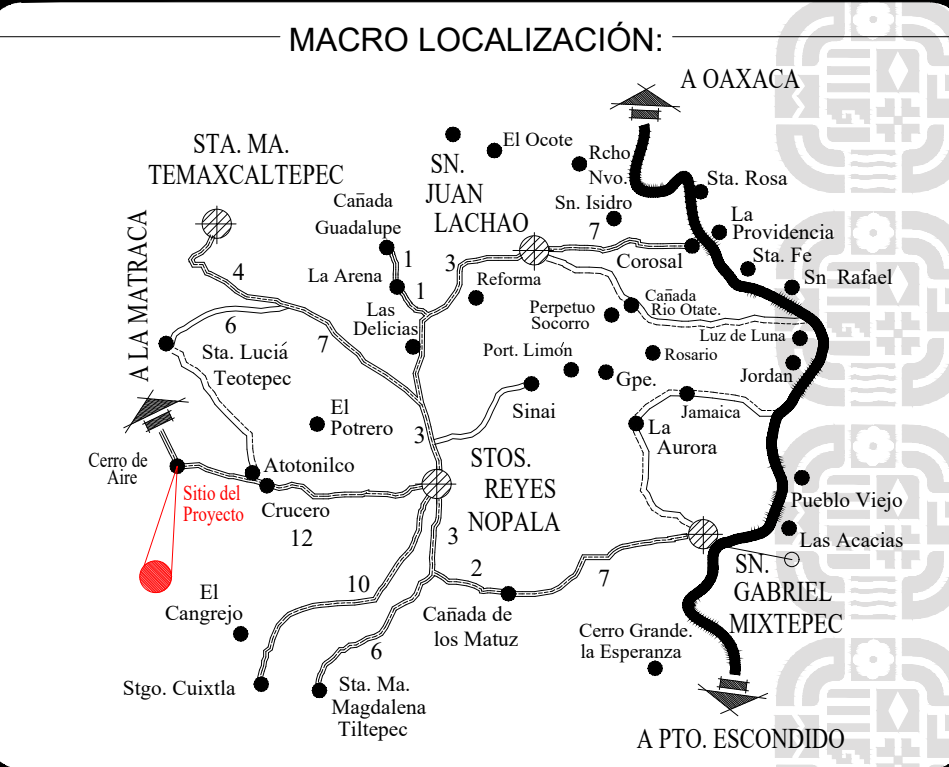 MACRO LOCALIZACIÓN:
A OAXACA
STA. MA.
TEMAXCALTEPEC
SN.
JUAN
LACHAO
El Ocote
Rcho
Nvo.
Sn. Isidro
7
Sta. Rosa
La
Providencia
Sta. Fe
Sn Rafael
Corosal
Cañada
Guadalupe
1
La Arena
1
3
Reforma
Las
Delicias
Perpetuo
Socorro
Cañada
Rio Otate.
Luz de Luna
Jordan
A LA MATRACA
4
6
7
Sta. Luciá
Teotepec
Port. Limón
Rosario
Gpe.
Sinai
Jamaica
La
Aurora
El
Potrero
3
Cerro de
Aire
Sitio del
Proyecto
Atotonilco
Crucero
12
STOS.
REYES
NOPALA
Pueblo Viejo
Las Acacias
3
2
7
10
6
SN.
GABRIEL
MIXTEPEC
El
Cangrejo
Cañada de
los Matuz
Cerro Grande.
la Esperanza
Stgo. Cuixtla
Sta. Ma.
Magdalena
Tiltepec
A PTO. ESCONDIDO